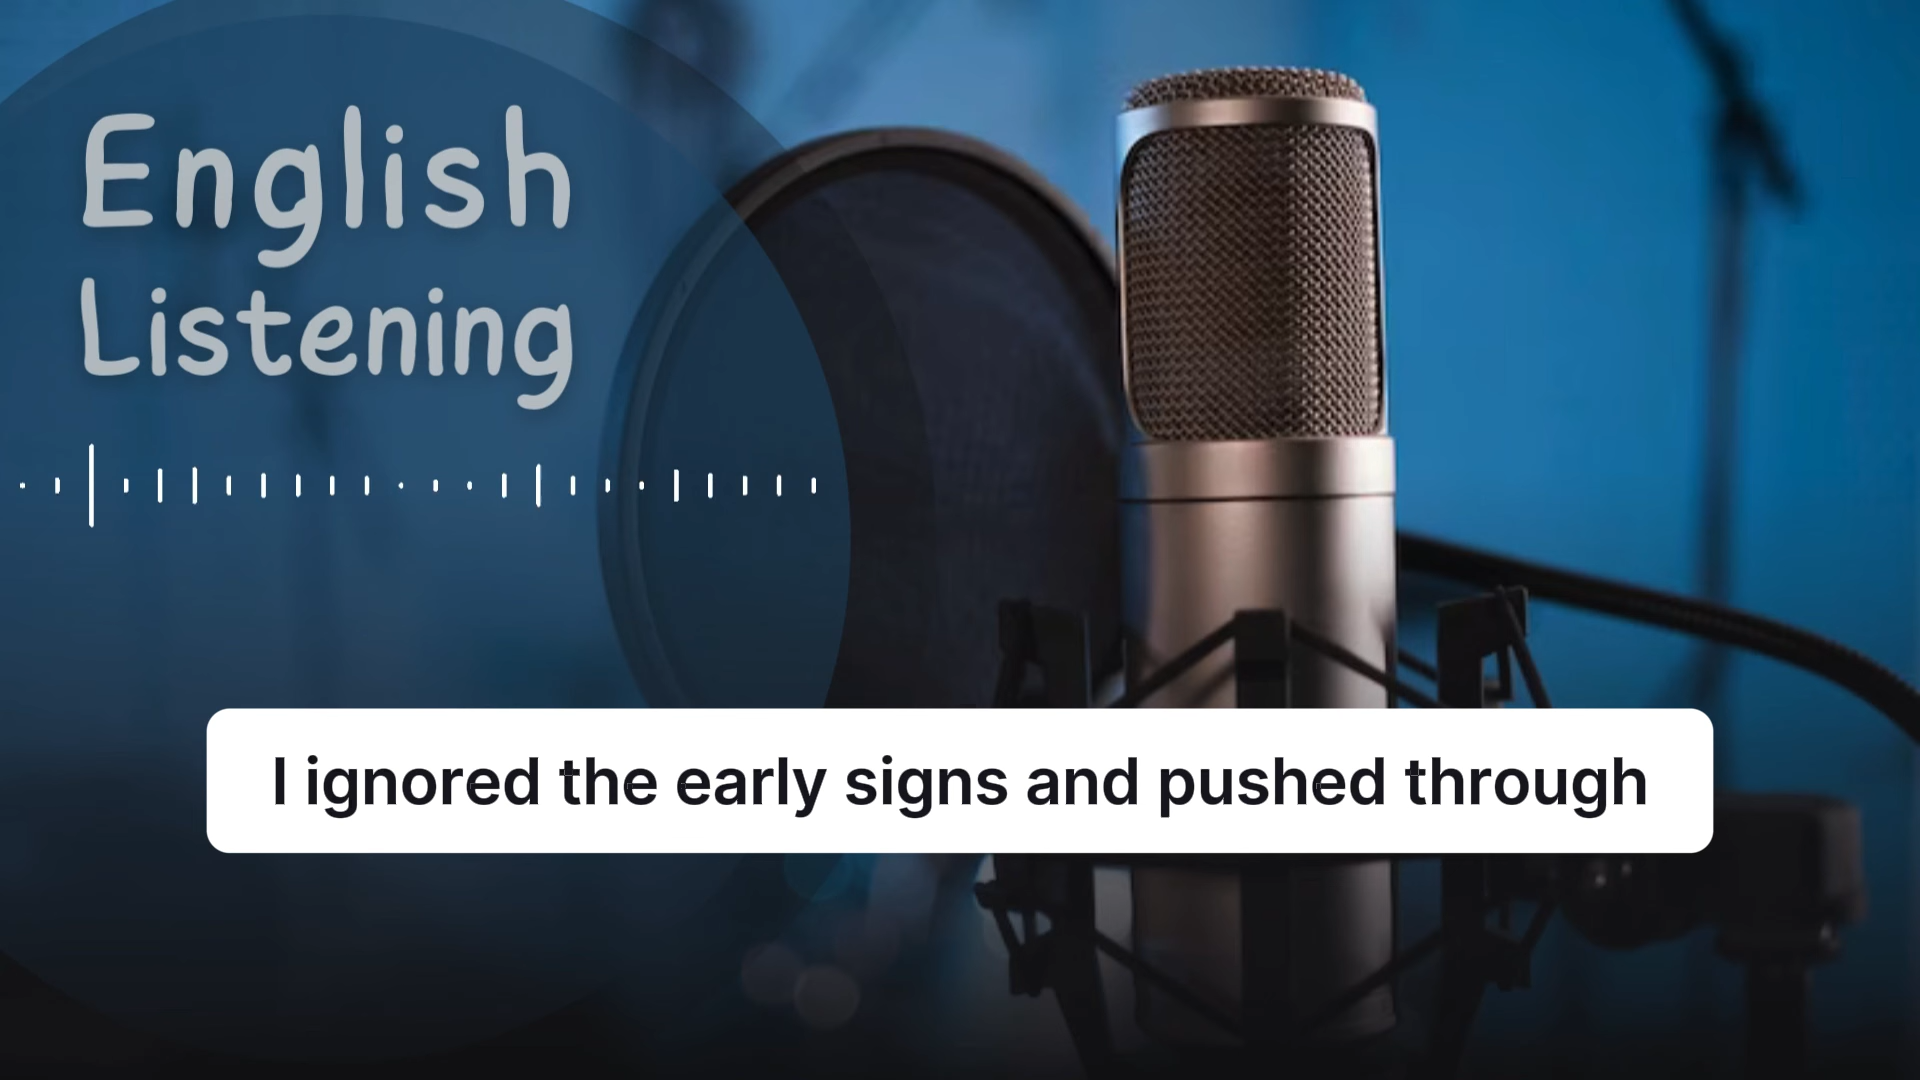 English
Listening
I ignored the early signs and pushed through